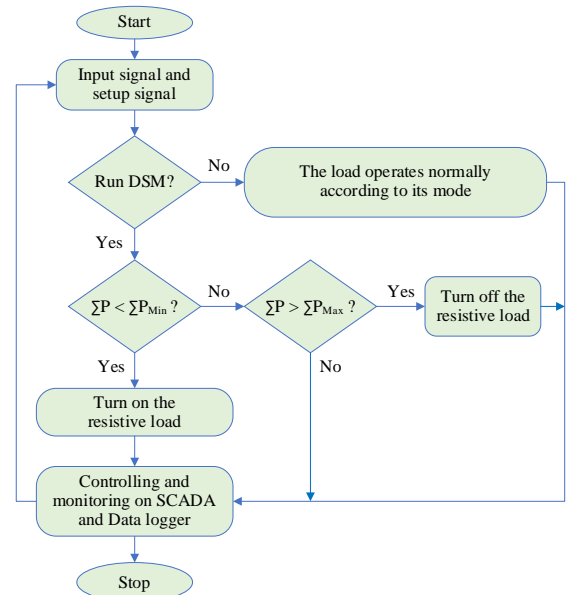 Start
Input signal and
setup signal
Run DSM?
No
The load operates normally
according to its mode
Yes
∑P < ∑PMin ?
No
∑P > ∑PMax ?
Yes
Turn off the
resistive load
Yes
No
Turn on the
resistive load
Controlling and
monitoring on SCADA
and Data logger
Stop